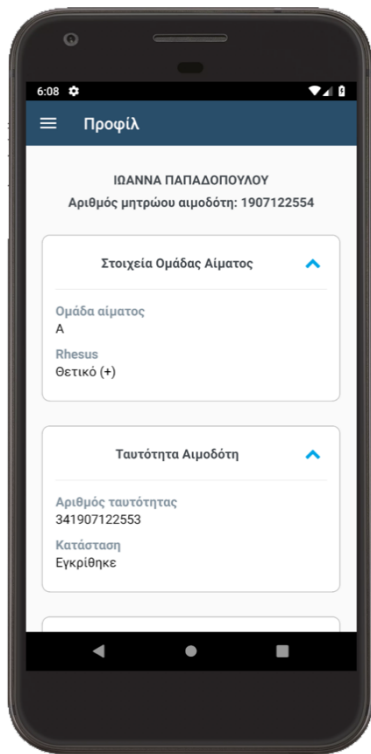 6:08
Προφίλ
ΙΩΑΝΝΑ ΠΑΠΑΔΟΠΟΥΛΟΥ
Αριθμός μητρώου αιμοδότη: 1907122554
Στοιχεία Ομάδας Αίματος
Ομάδα αίματος
A
Rhesus
Θετικό (+)
Ταυτότητα Αιμοδότη
Αριθμός ταυτότητας
341907122553
Κατάσταση
Εγκρίθηκε